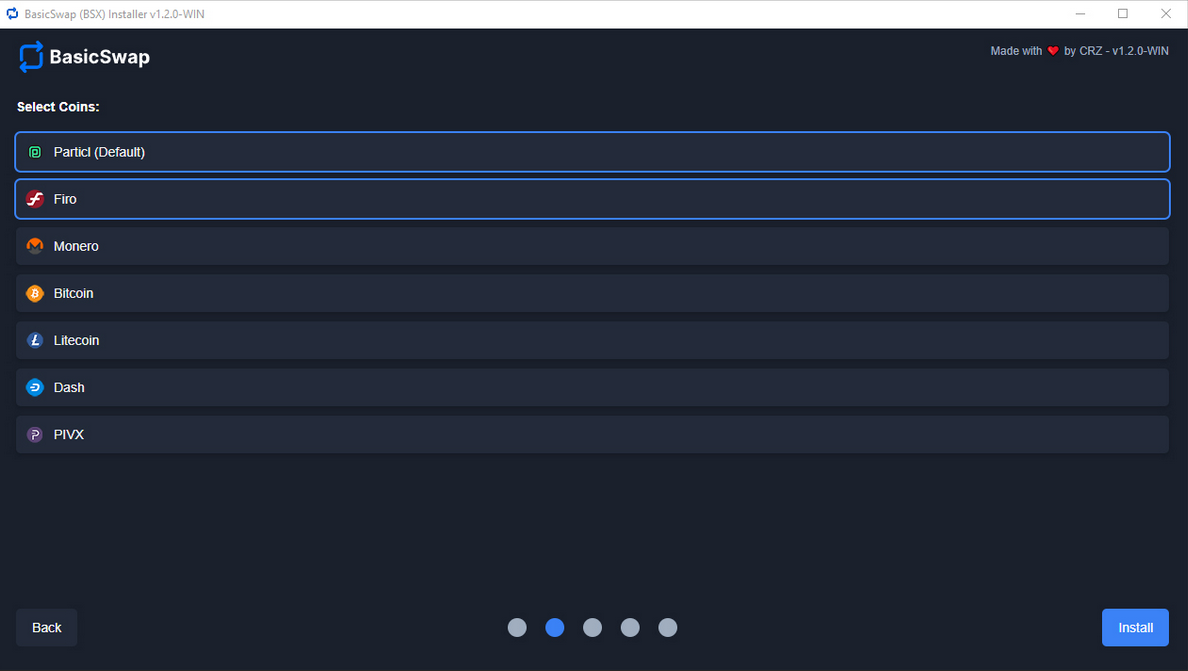 BasicSwap (BSX) Installer v1.2.0-WIN
BasicSwap
Made with ❤ by CRZ - v1.2.0-WIN
Select Coins:
Particl (Default)
Firo
Monero
Bitcoin
Litecoin
Dash
PIVX
Back
Install